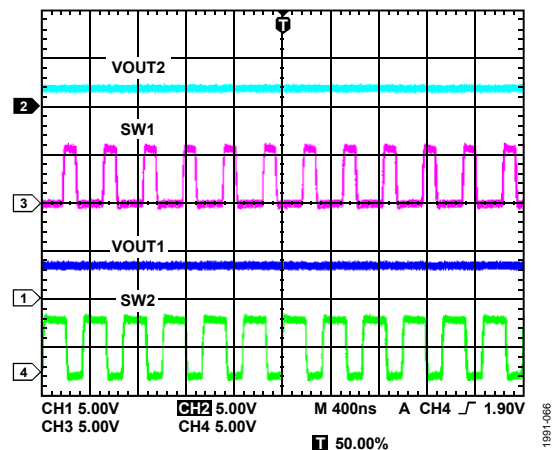 T
VOUT2
2
SW1
3
VOUT1
1
SW2
4
CH1 5.00V CH2 5.00V M 400ns A CH4 1.90V
CH3 5.00V CH4 5.00V
T 50.00%
1991-066